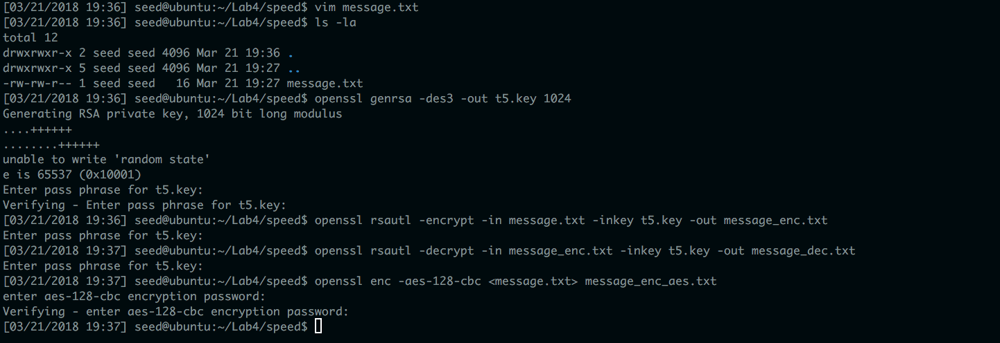 [03/21/2018 19:36] seed@ubuntu:~/Lab4/speed$ vim message.txt
[03/21/2018 19:36] seed@ubuntu:~/Lab4/speed$ ls -la
total 12
drwxrwxr-x 2 seed seed 4096 Mar 21 19:36 .
drwxrwxr-x 5 seed seed 4096 Mar 21 19:27 ..
-rw-rw-r-- 1 seed seed   16 Mar 21 19:27 message.txt
[03/21/2018 19:36] seed@ubuntu:~/Lab4/speed$ openssl genrsa -des3 -out t5.key 1024
Generating RSA private key, 1024 bit long modulus
....++++++
........++++++
unable to write 'random state'
e is 65537 (0x10001)
Enter pass phrase for t5.key:
Verifying - Enter pass phrase for t5.key:
[03/21/2018 19:36] seed@ubuntu:~/Lab4/speed$ openssl rsautl -encrypt -in message.txt -inkey t5.key -out message_enc.txt
Enter pass phrase for t5.key:
[03/21/2018 19:37] seed@ubuntu:~/Lab4/speed$ openssl rsautl -decrypt -in message_enc.txt -inkey t5.key -out message_dec.txt
Enter pass phrase for t5.key:
[03/21/2018 19:37] seed@ubuntu:~/Lab4/speed$ openssl enc -aes-128-cbc <message.txt> message_enc_aes.txt
enter aes-128-cbc encryption password:
Verifying - enter aes-128-cbc encryption password:
[03/21/2018 19:37] seed@ubuntu:~/Lab4/speed$